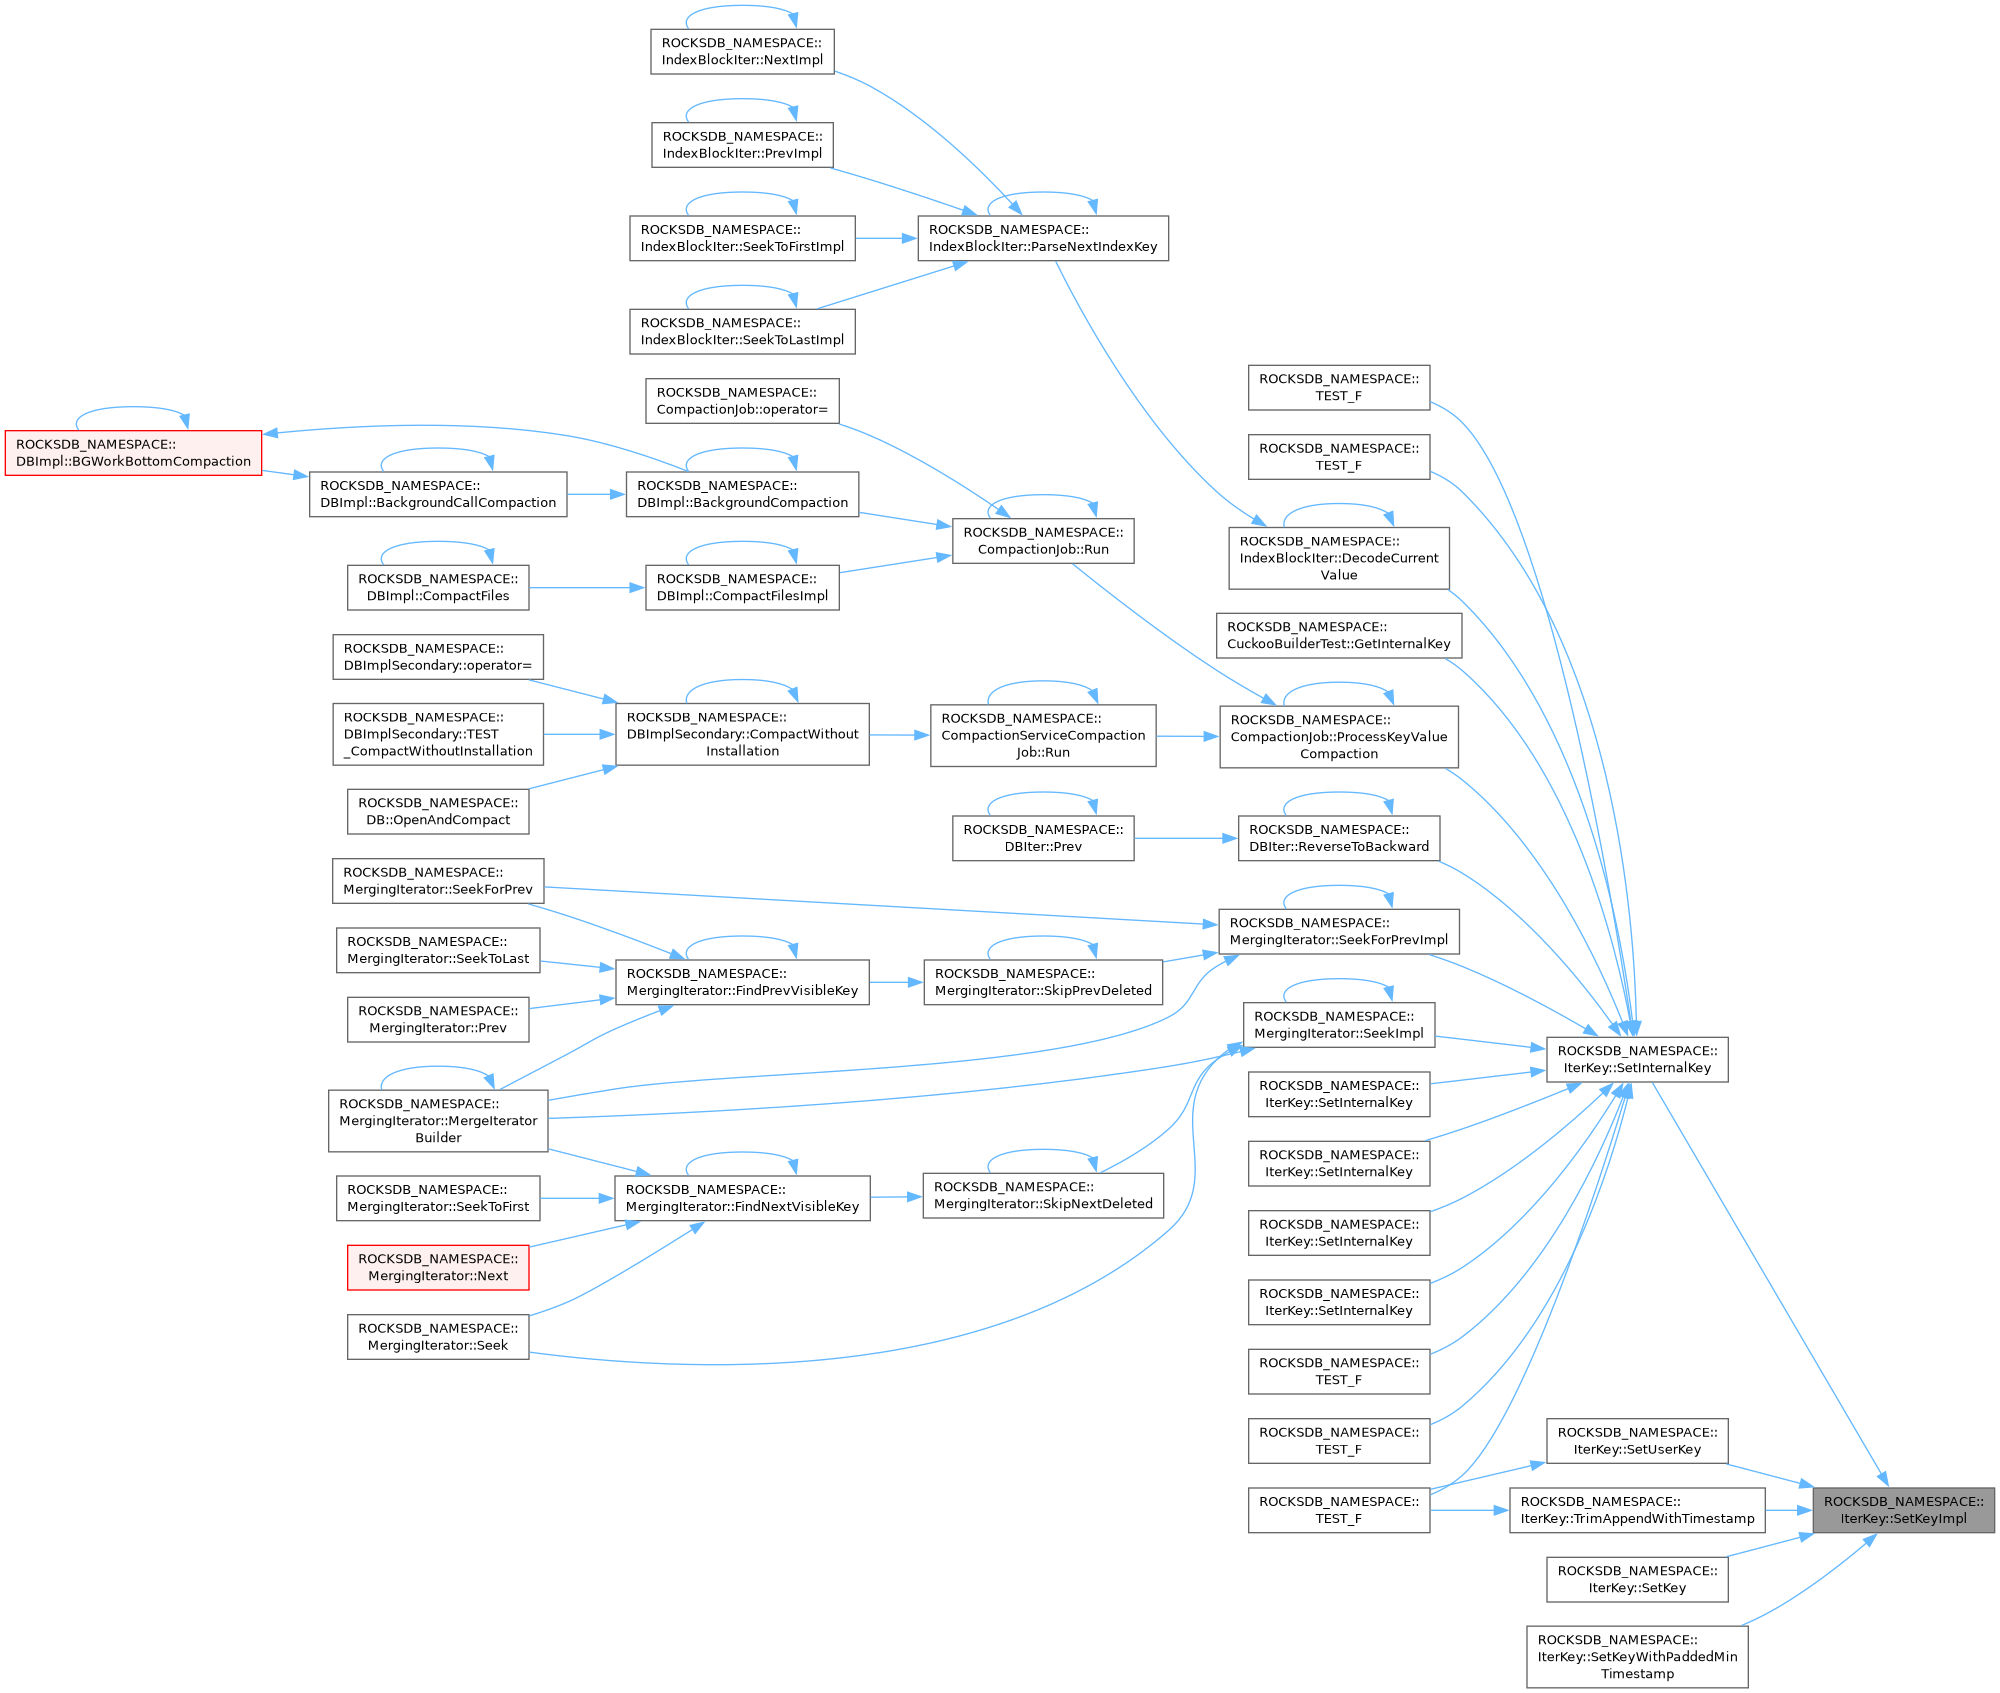 ROCKSDB_NAMESPACE::
IndexBlockIter::NextImpl
ROCKSDB_NAMESPACE::
IndexBlockIter::PrevImpl
ROCKSDB_NAMESPACE::
IndexBlockIter::SeekToFirstImpl
ROCKSDB_NAMESPACE::
IndexBlockIter::ParseNextIndexKey
ROCKSDB_NAMESPACE::
IndexBlockIter::SeekToLastImpl
ROCKSDB_NAMESPACE::
TEST_F
ROCKSDB_NAMESPACE::
CompactionJob::operator=
ROCKSDB_NAMESPACE::
DBImpl::BGWorkBottomCompaction
ROCKSDB_NAMESPACE::
TEST_F
ROCKSDB_NAMESPACE::
DBImpl::BackgroundCallCompaction
ROCKSDB_NAMESPACE::
DBImpl::BackgroundCompaction
ROCKSDB_NAMESPACE::
CompactionJob::Run
ROCKSDB_NAMESPACE::
IndexBlockIter::DecodeCurrent
Value
ROCKSDB_NAMESPACE::
DBImpl::CompactFiles
ROCKSDB_NAMESPACE::
DBImpl::CompactFilesImpl
ROCKSDB_NAMESPACE::
CuckooBuilderTest::GetInternalKey
ROCKSDB_NAMESPACE::
DBImplSecondary::operator=
ROCKSDB_NAMESPACE::
DBImplSecondary::TEST
_CompactWithoutInstallation
ROCKSDB_NAMESPACE::
DBImplSecondary::CompactWithout
Installation
ROCKSDB_NAMESPACE::
CompactionServiceCompaction
Job::Run
ROCKSDB_NAMESPACE::
CompactionJob::ProcessKeyValue
Compaction
ROCKSDB_NAMESPACE::
DB::OpenAndCompact
ROCKSDB_NAMESPACE::
DBIter::Prev
ROCKSDB_NAMESPACE::
DBIter::ReverseToBackward
ROCKSDB_NAMESPACE::
MergingIterator::SeekForPrev
ROCKSDB_NAMESPACE::
MergingIterator::SeekForPrevImpl
ROCKSDB_NAMESPACE::
MergingIterator::SeekToLast
ROCKSDB_NAMESPACE::
MergingIterator::FindPrevVisibleKey
ROCKSDB_NAMESPACE::
MergingIterator::SkipPrevDeleted
ROCKSDB_NAMESPACE::
MergingIterator::Prev
ROCKSDB_NAMESPACE::
MergingIterator::SeekImpl
ROCKSDB_NAMESPACE::
IterKey::SetInternalKey
ROCKSDB_NAMESPACE::
IterKey::SetInternalKey
ROCKSDB_NAMESPACE::
MergingIterator::MergeIterator
Builder
ROCKSDB_NAMESPACE::
IterKey::SetInternalKey
ROCKSDB_NAMESPACE::
MergingIterator::SeekToFirst
ROCKSDB_NAMESPACE::
MergingIterator::FindNextVisibleKey
ROCKSDB_NAMESPACE::
MergingIterator::SkipNextDeleted
ROCKSDB_NAMESPACE::
IterKey::SetInternalKey
ROCKSDB_NAMESPACE::
MergingIterator::Next
ROCKSDB_NAMESPACE::
IterKey::SetInternalKey
ROCKSDB_NAMESPACE::
MergingIterator::Seek
ROCKSDB_NAMESPACE::
TEST_F
ROCKSDB_NAMESPACE::
TEST_F
ROCKSDB_NAMESPACE::
IterKey::SetUserKey
ROCKSDB_NAMESPACE::
TEST_F
ROCKSDB_NAMESPACE::
IterKey::TrimAppendWithTimestamp
ROCKSDB_NAMESPACE::
IterKey::SetKeyImpl
ROCKSDB_NAMESPACE::
IterKey::SetKey
ROCKSDB_NAMESPACE::
IterKey::SetKeyWithPaddedMin
Timestamp